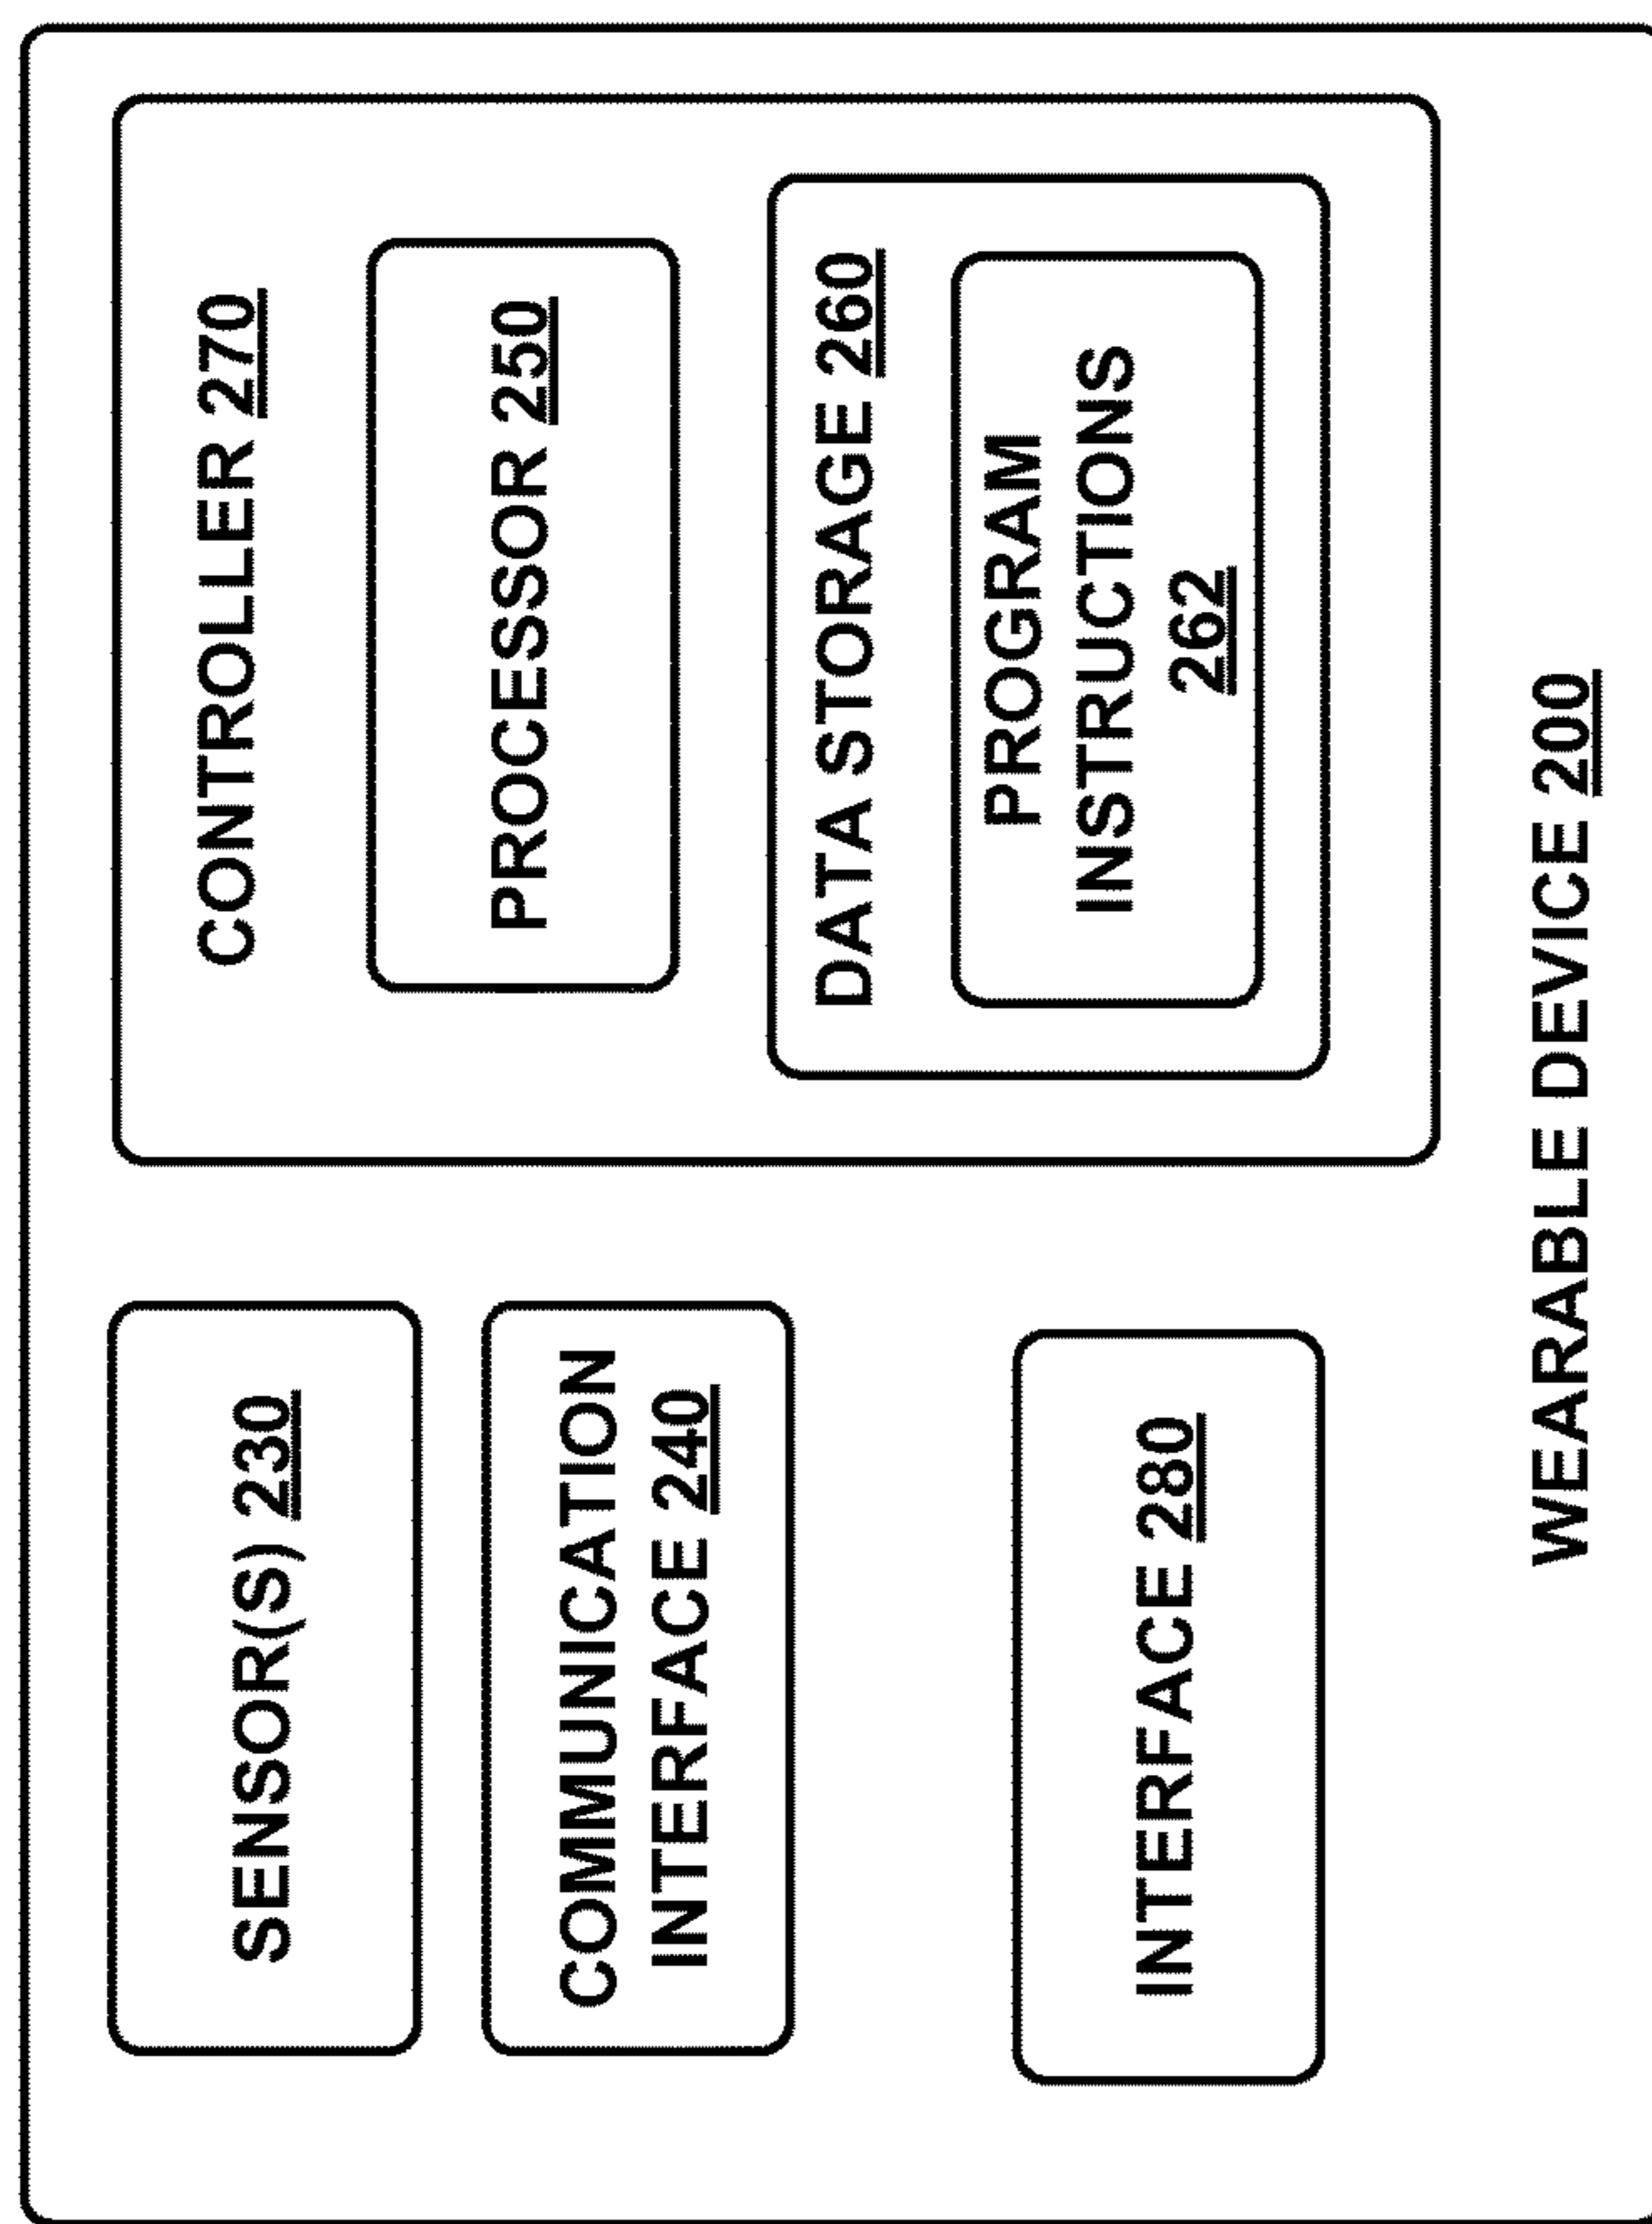 SENSOR(S) 230
COMMUNICATION
INTERFACE 240
INTERFACE 280
CONTROLLER 270
PROCESSOR 250
DATA STORAGE 260
PROGRAM
INSTRUCTIONS
262
WEARABLE DEVICE 200